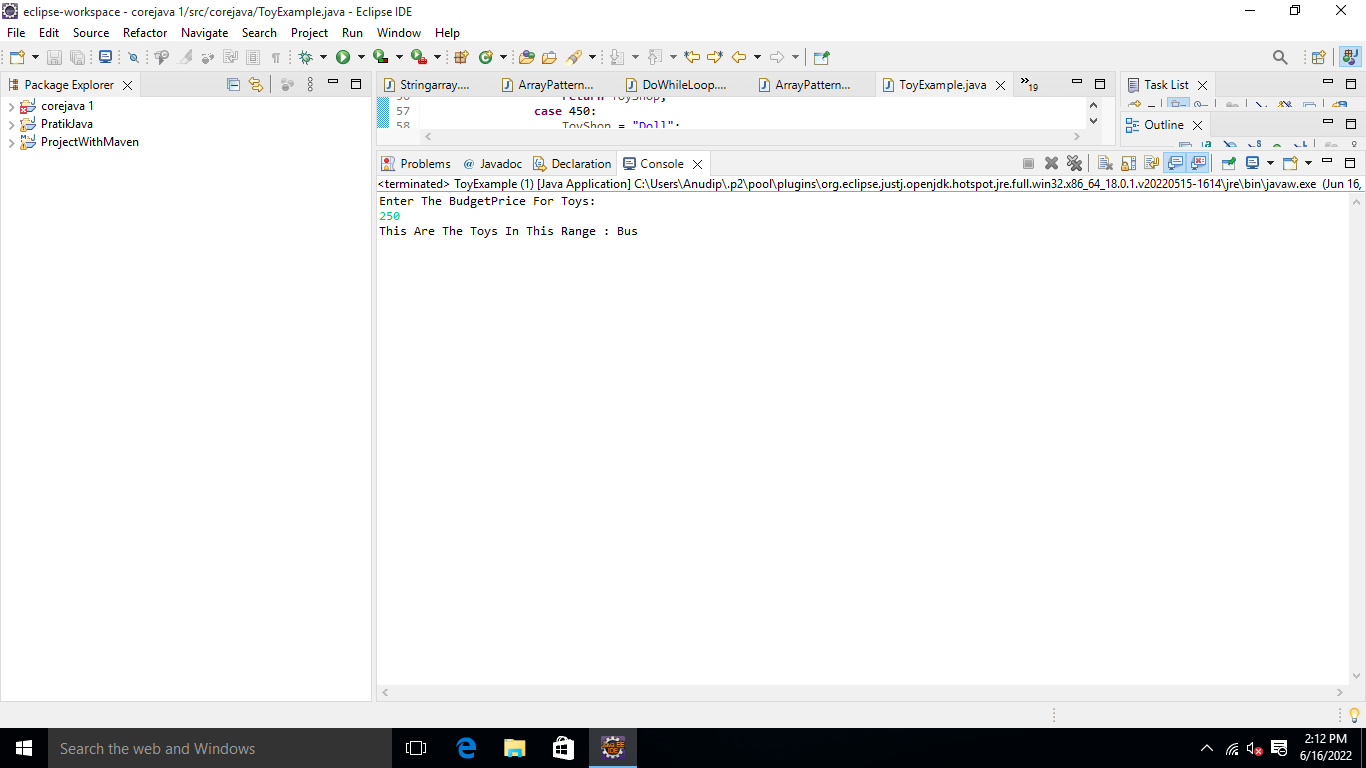 eclipse-workspace - corejava 1/src/corejava/ToyExample.java - Eclipse IDE
File Edit Source Refactor Navigate Search Project Run Window Help
Package Explorer
corejava 1
PratikJava
ProjectWithMaven
Stringarray.... ArrayPattern... DoWhileLoop.... ArrayPattern... ToyExample.java »19
56 return ToyShop;
57 case 450:
58 ToyShop = "Doll";
Task List
Outline
Problems @ Javadoc Declaration Console
<terminated> ToyExample (1) [Java Application] C:\Users\Anudip\.p2\pool\plugins\org.eclipse.justj.openjdk.hotspot.jre.full.win32.x86_64_18.0.1.v20220515-1614\jre\bin\javaw.exe (Jun 16,
Enter The BudgetPrice For Toys:
250
This Are The Toys In This Range : Bus
Search the web and Windows
2:12 PM
6/16/2022